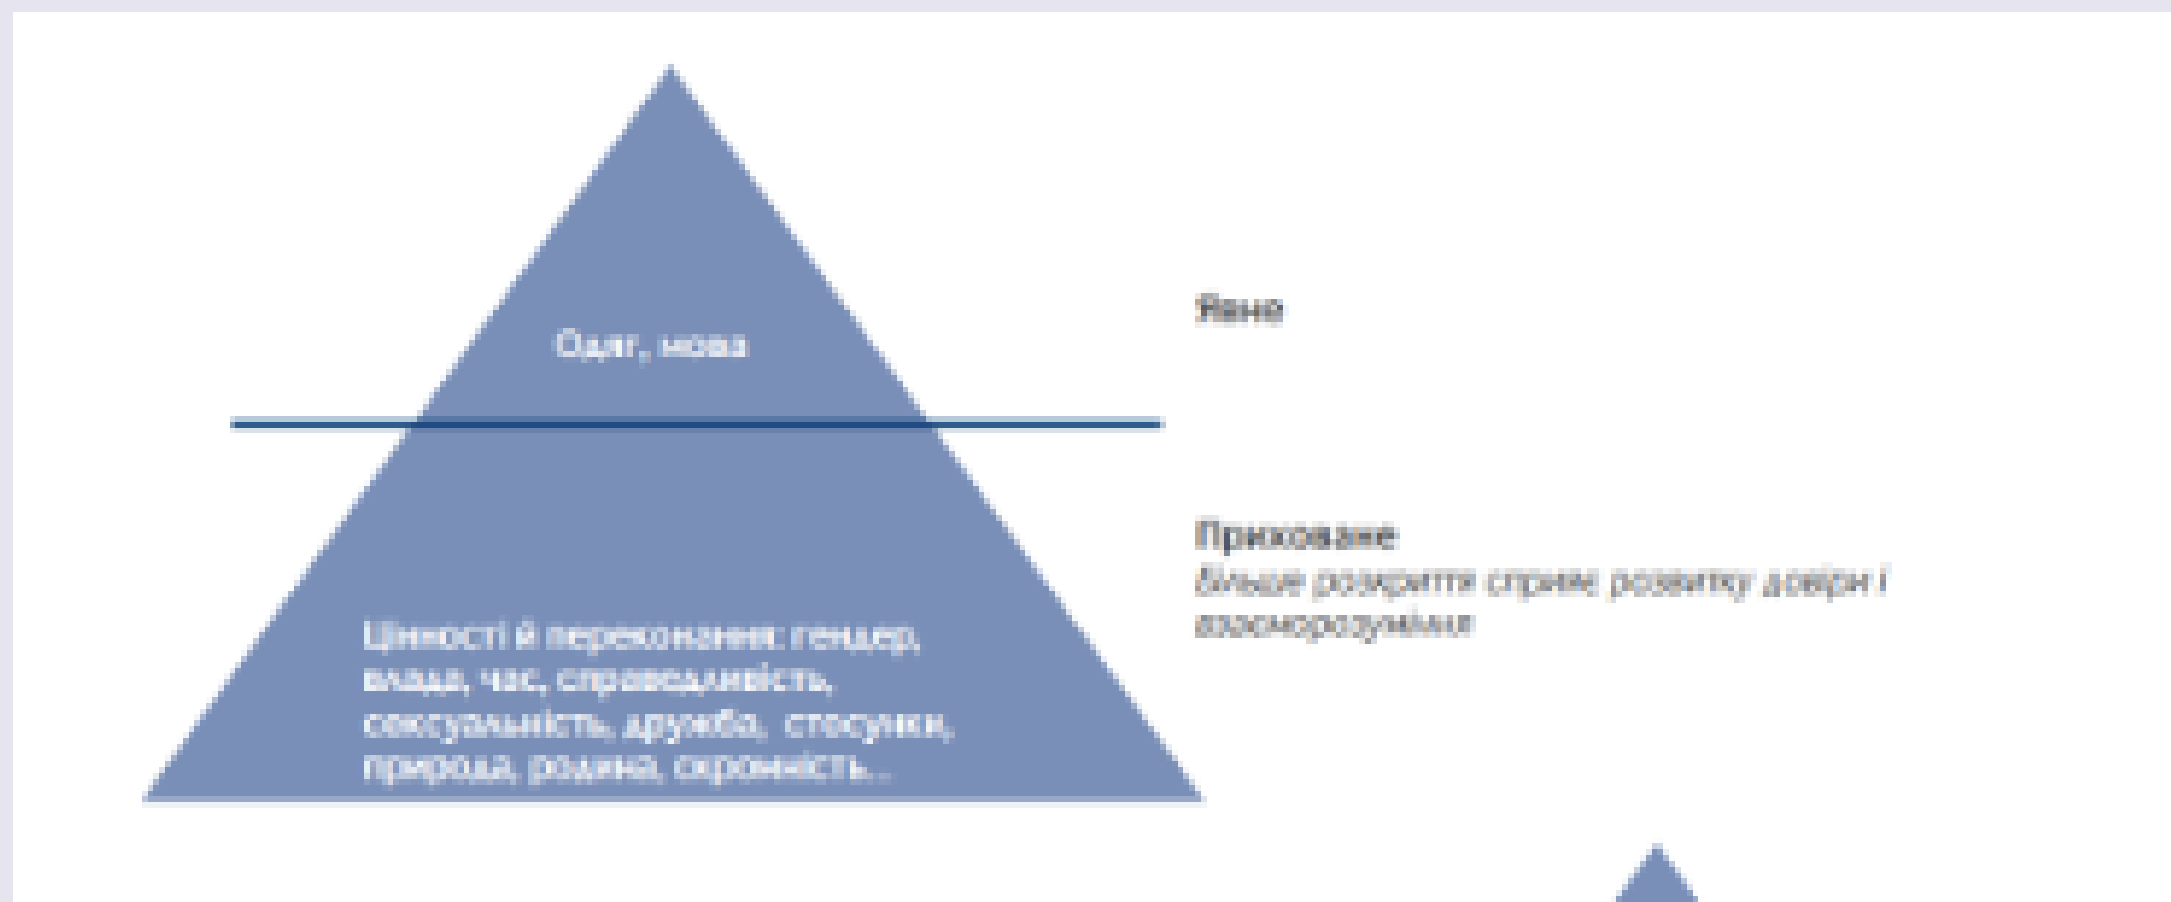 Явне
Одяг, мова
Приховане
Більше розкриття сприяє розвитку довіри і
взаєморозуміння
Цінності й переконання: гендер,
влада, час, справедливість,
сексуальність, дружба, стосунки,
природа, родина, скромність...